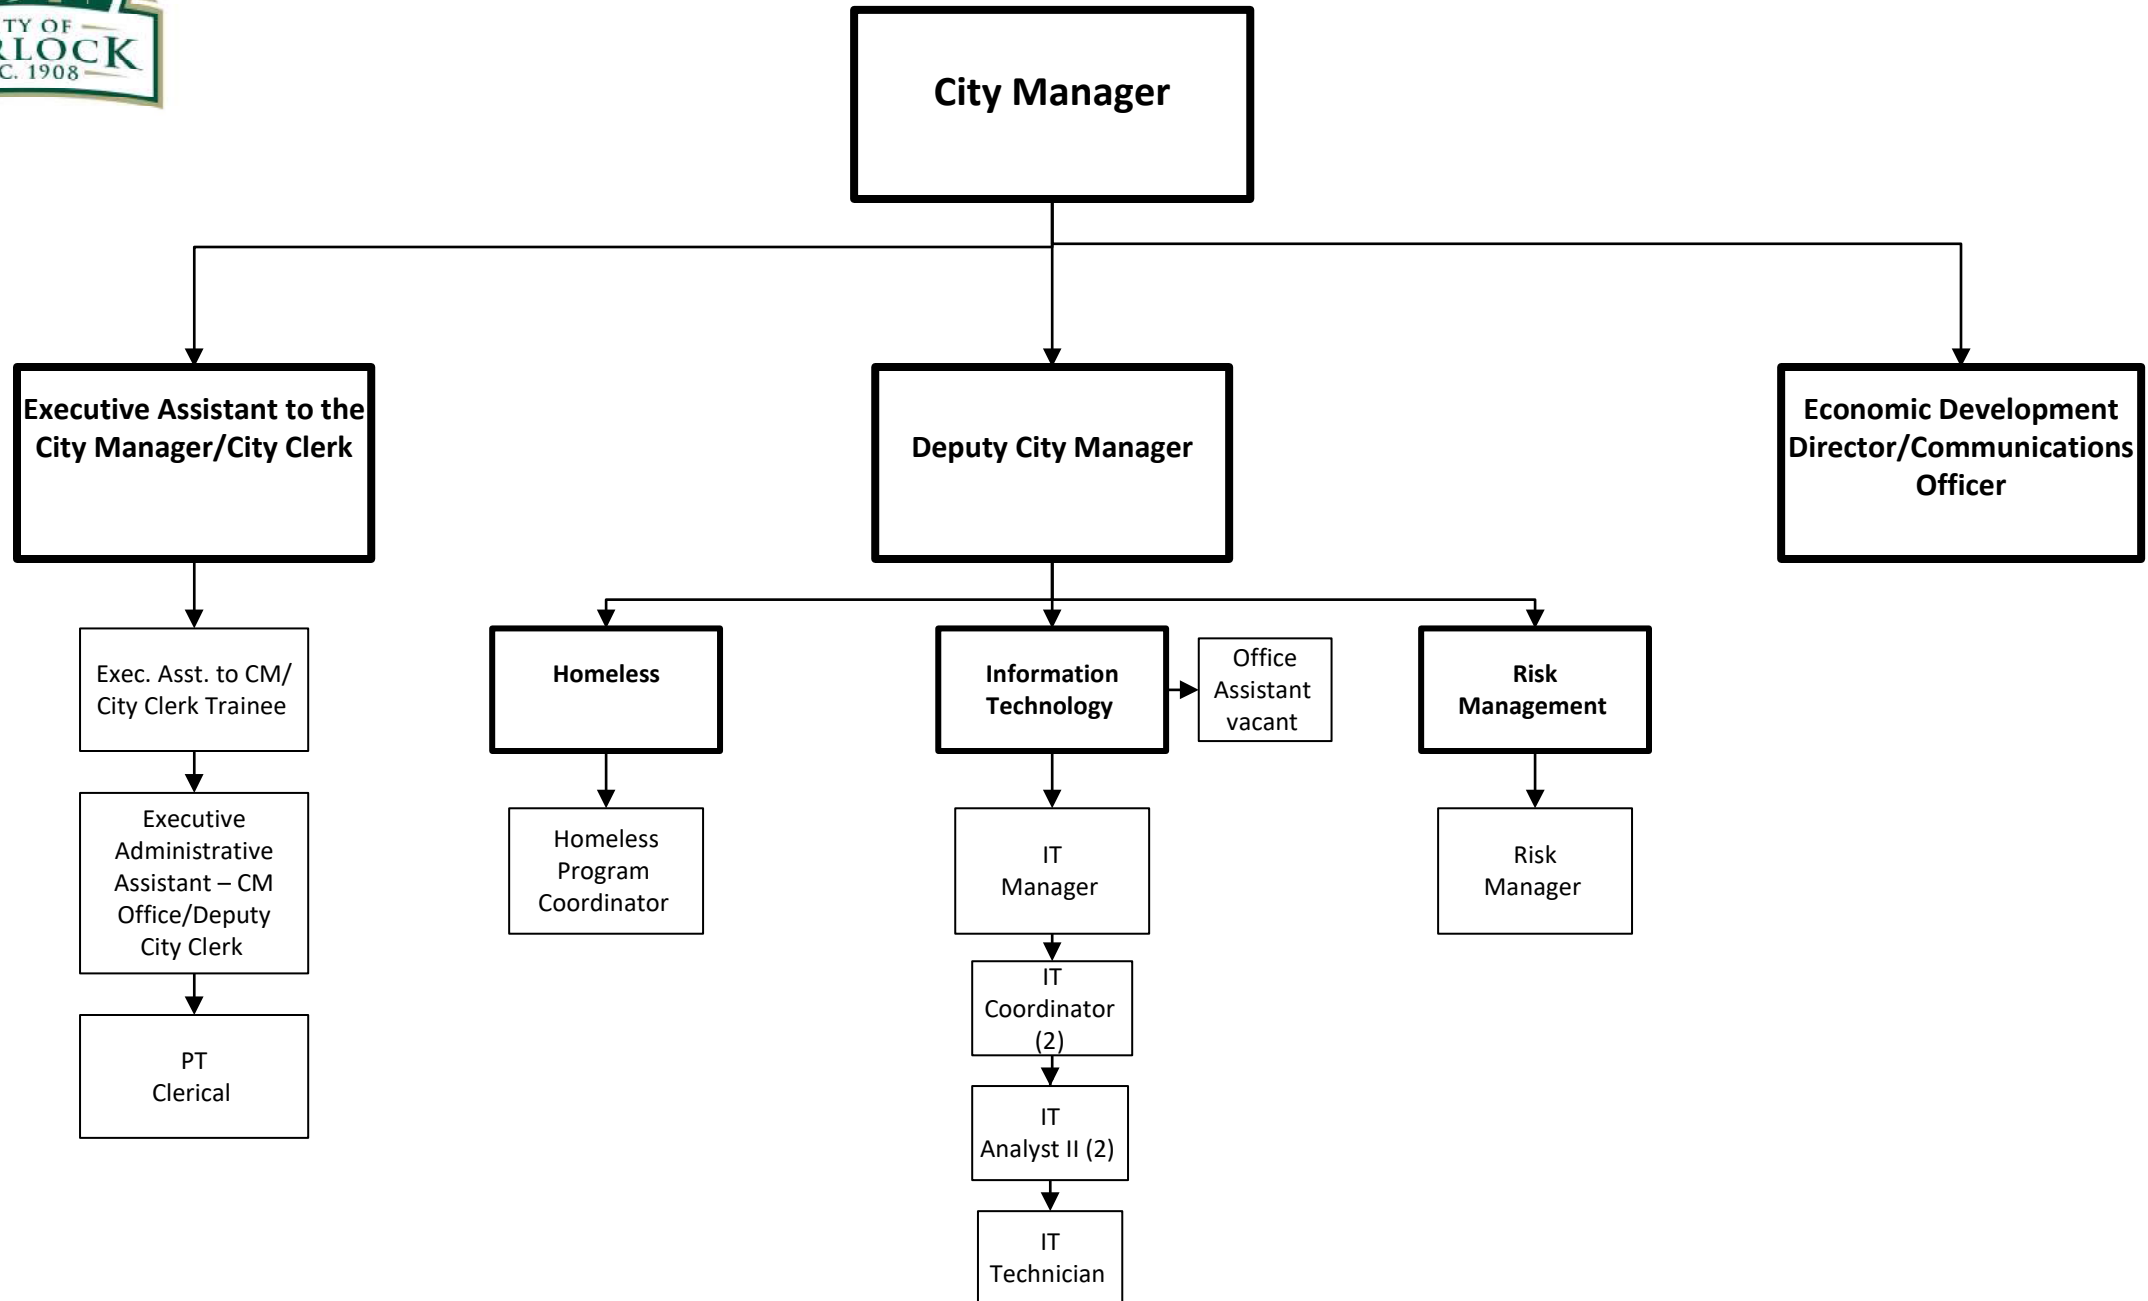 OF
1908
City Manager
Executive Assistant to the
City Manager/City Clerk
Deputy City Manager
Economic Development
Director/Communications
Officer
Exec. Asst. to CM/
City Clerk Trainee
Executive
Administrative
Assistant – CM
Office/Deputy
City Clerk
PT
Clerical
Homeless
Homeless
Program
Coordinator
Information
Technology
Office
Assistant
vacant
IT
Manager
IT
Coordinator
(2)
IT
Analyst II (2)
IT
Technician
Risk
Management
Risk
Manager